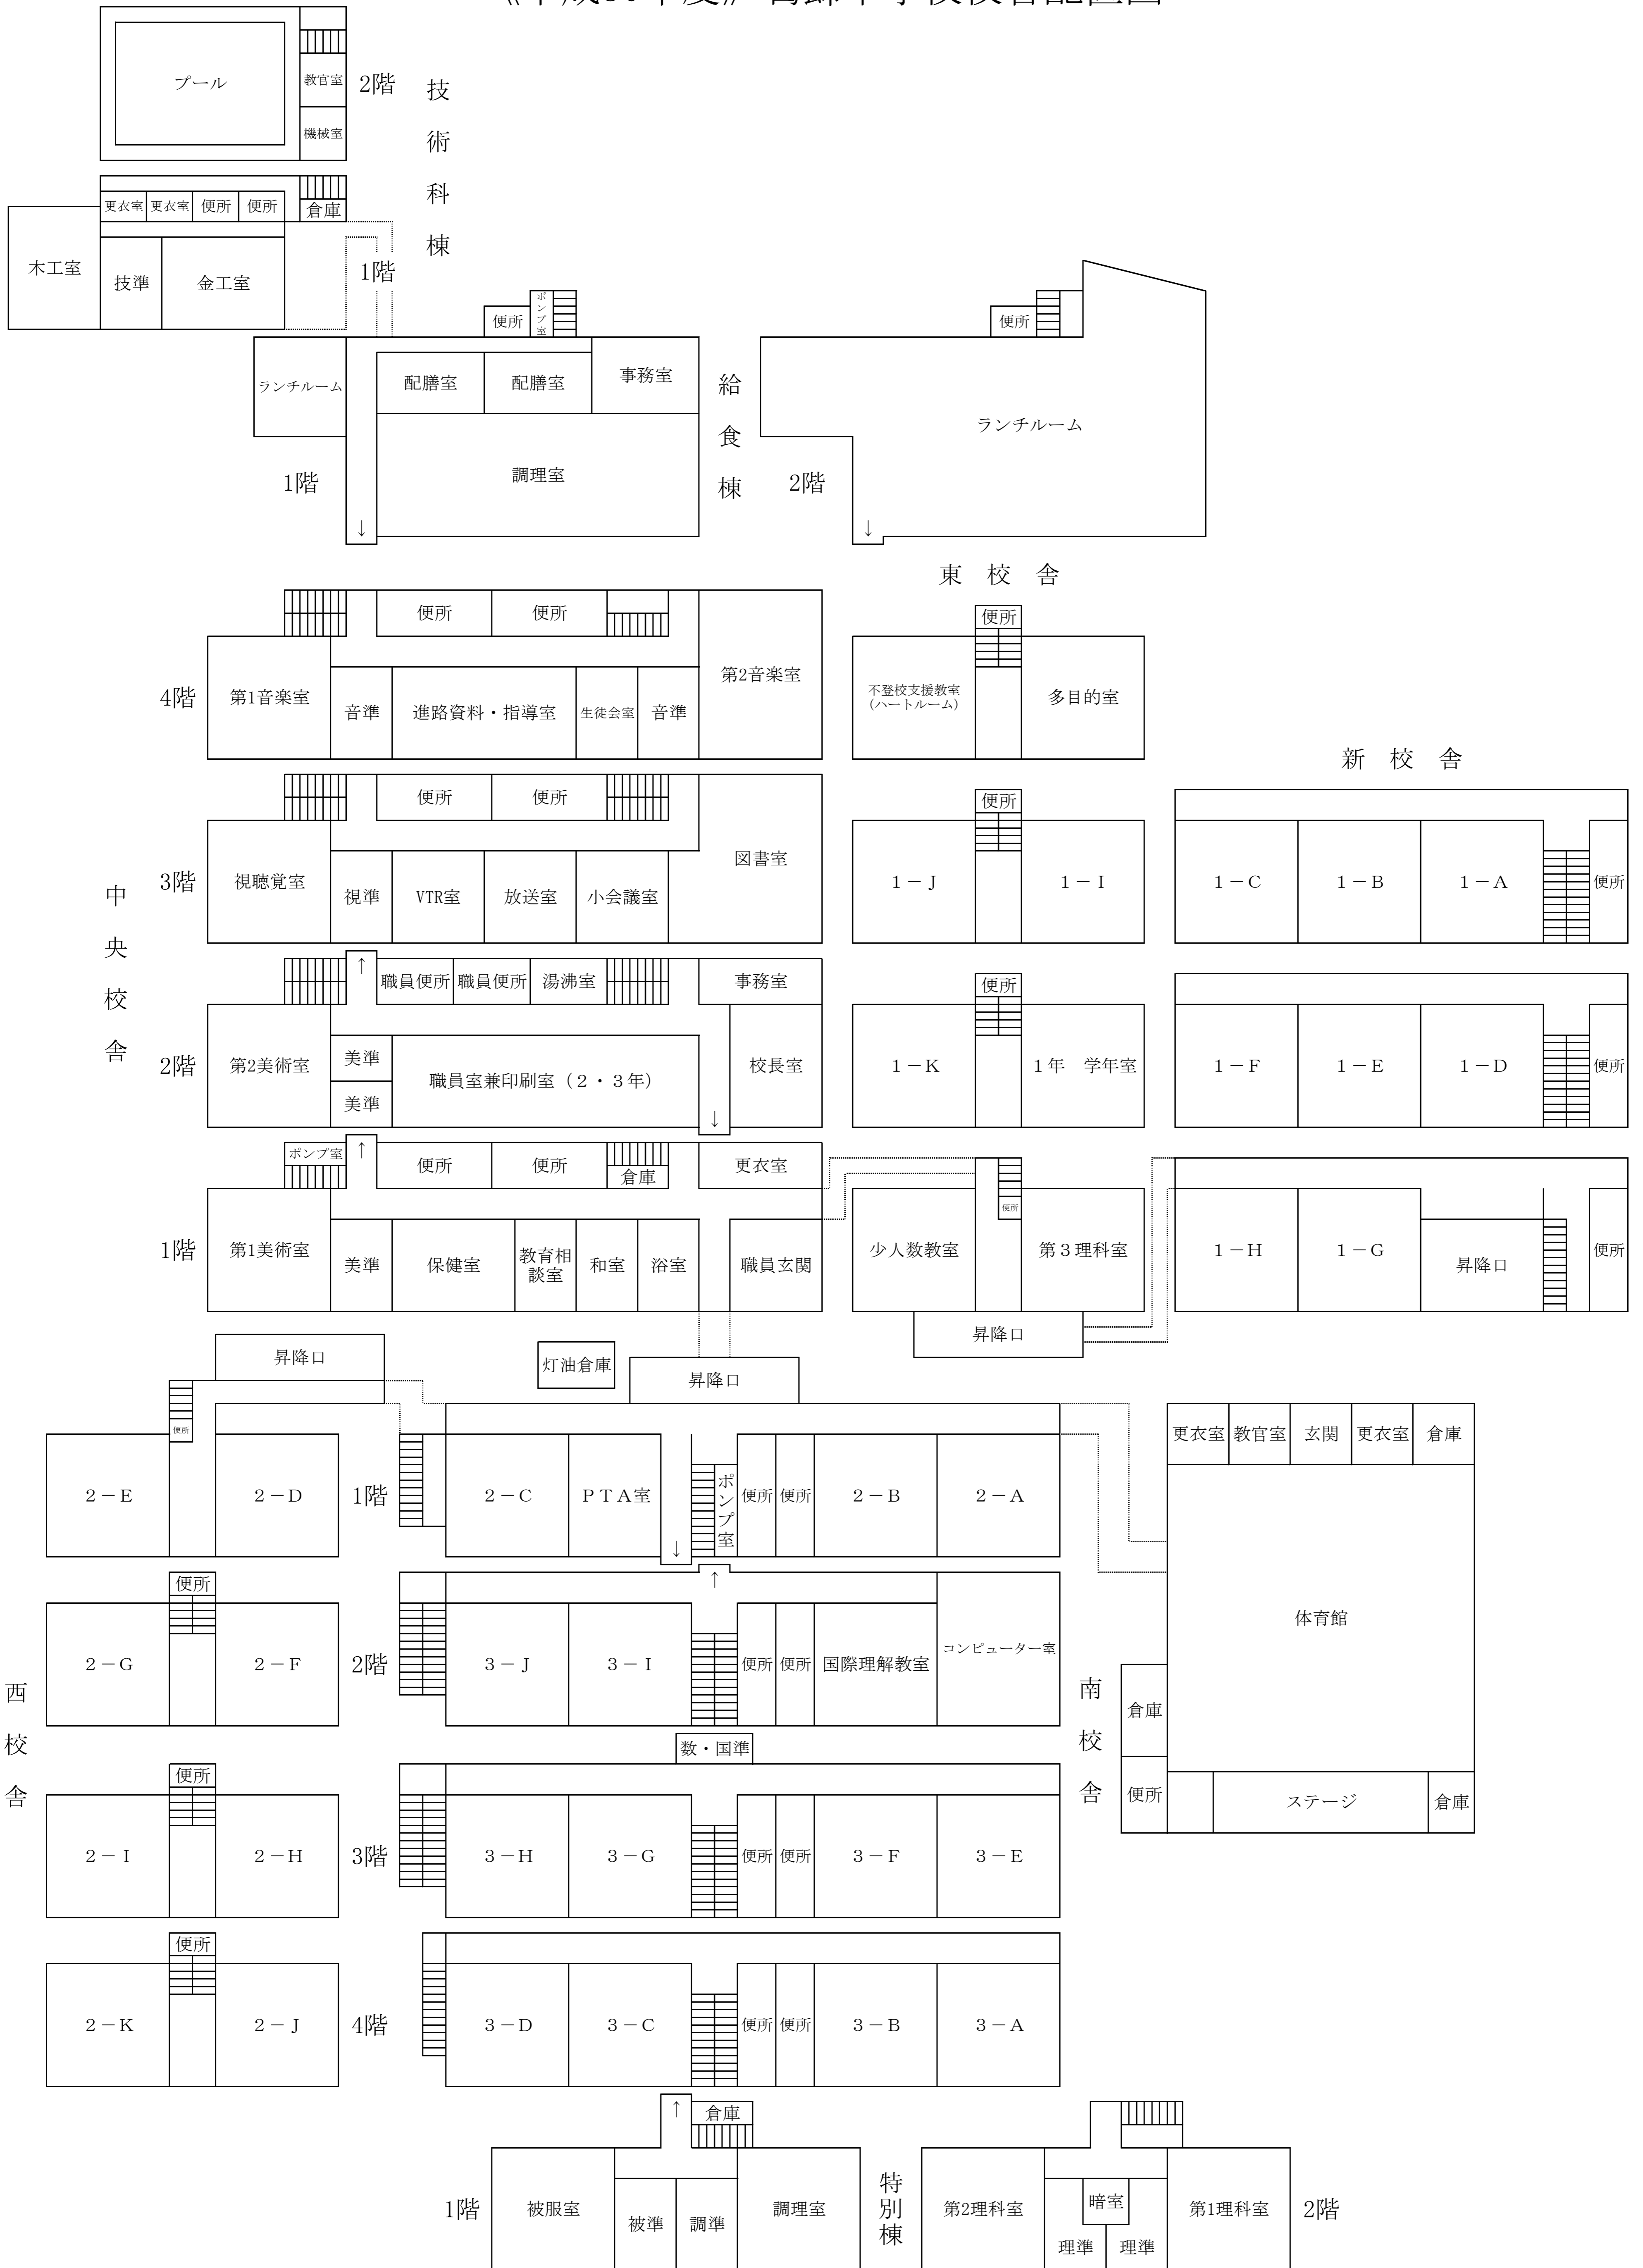 プール
教官室
機械室
2階
技術科棟
更衣室 更衣室 便所 便所 倉庫
木工室 技準 金工室
1階
便所 ポンプ室
ランチルーム 配膳室 配膳室 事務室
調理室
1階
↓
給食棟
便所
ランチルーム
2階
↓
東校舎
便所 便所
4階 第1音楽室 音準 進路資料・指導室 生徒会室 音準 第2音楽室
便所
不登校支援教室
(ハートルーム)
多目的室
新校舎
中央校舎
便所 便所
3階 視聴覚室 視準 VTR室 放送室 小会議室 図書室
便所
1-J 1-I
1-C 1-B 1-A 便所
↑ 職員便所 職員便所 湯沸室 事務室
2階 第2美術室 美準 美準 職員室兼印刷室(2・3年) 校長室
↓
便所
1-K 1年 学年室
1-F 1-E 1-D 便所
ポンプ室 ↑ 便所 便所 倉庫 更衣室
1階 第1美術室 美準 保健室 教育相談室 和室 浴室 職員玄関
便所
少人数教室 第3理科室
1-H 1-G 昇降口 便所
昇降口
昇降口
灯油倉庫
昇降口
西校舎
便所
2-E 2-D
1階
2-C PTA室 ↓ ポンプ室 便所 便所 2-B 2-A
更衣室 教官室 玄関 更衣室 倉庫
体育館
倉庫
便所 ステージ 倉庫
南校舎
便所
2-G 2-F
2階
↑
3-J 3-I 便所 便所 国際理解教室 コンピューター室
数・国準
便所
2-I 2-H
3階
3-H 3-G 便所 便所 3-F 3-E
便所
2-K 2-J
4階
3-D 3-C 便所 便所 3-B 3-A
↑ 倉庫
1階 被服室 被準 調準 調理室
特別棟
第2理科室 暗室 理準 理準 第1理科室 2階